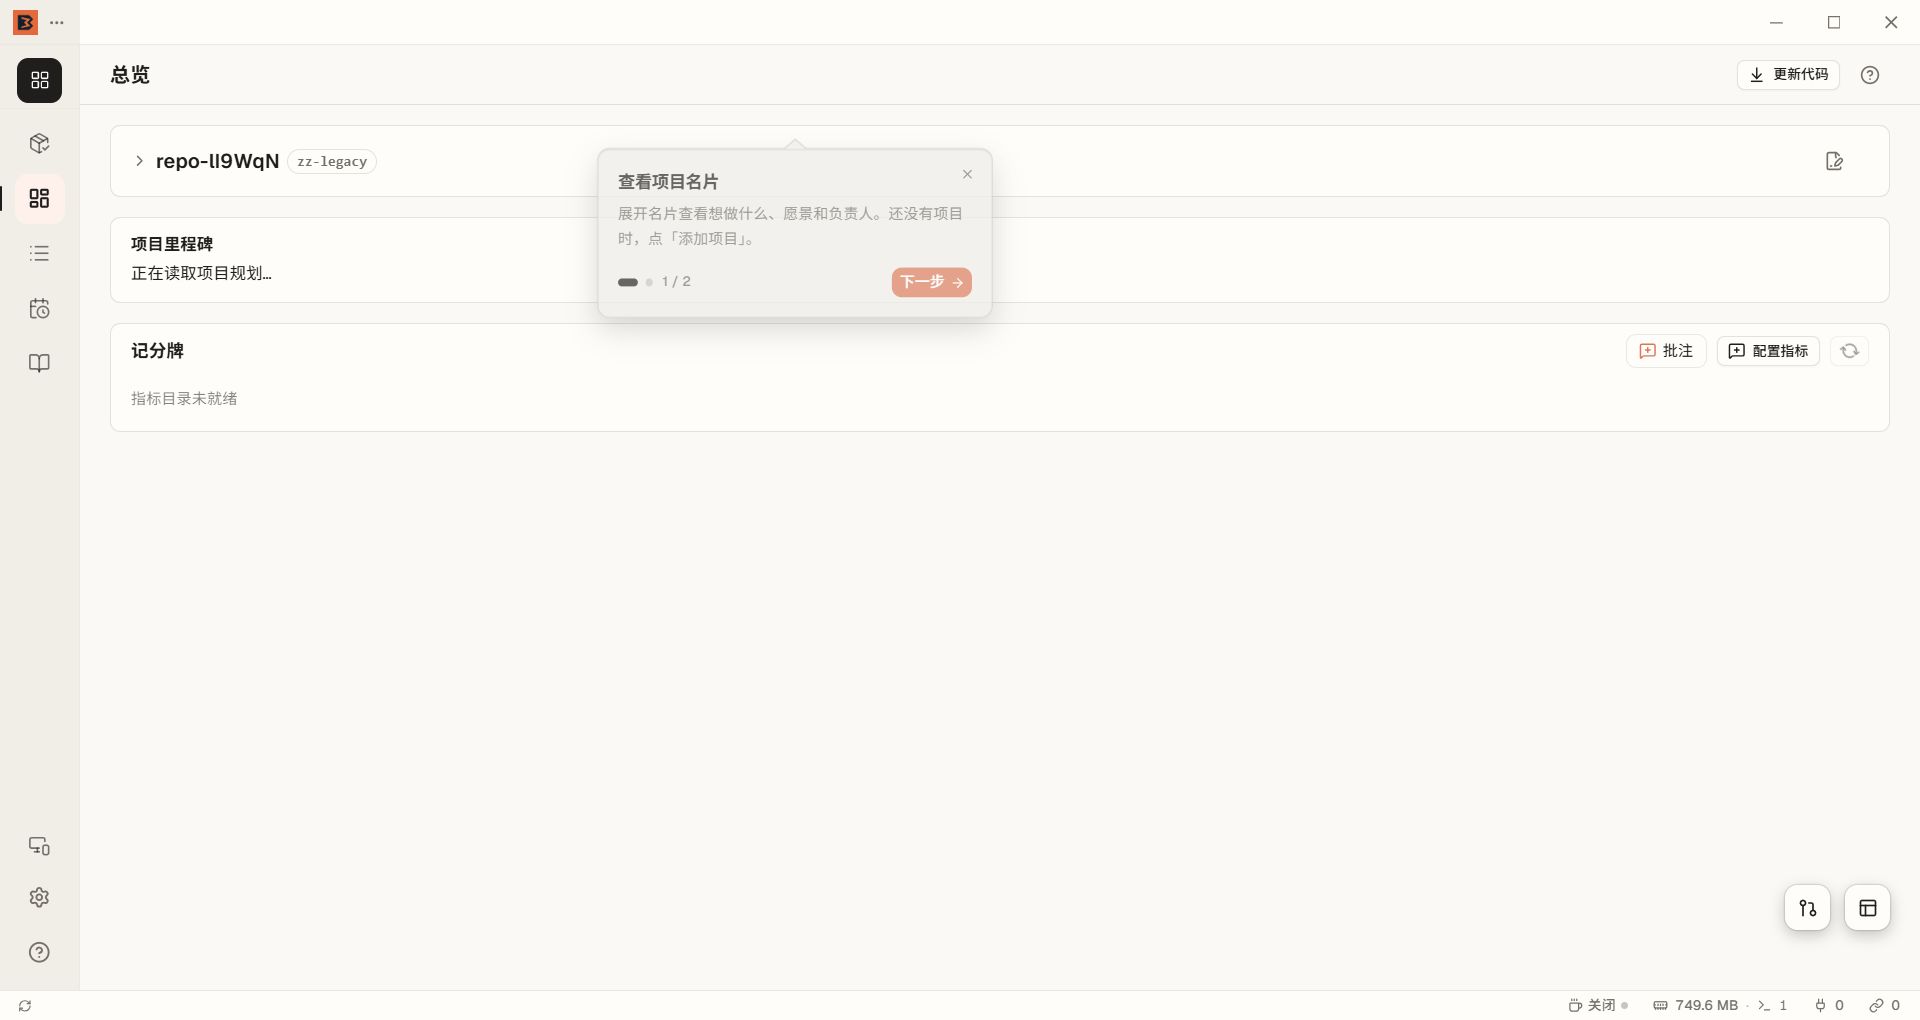 总览
更新代码
repo-lI9WqN
zz-legacy
查看项目名片
展开名片查看想做什么、愿景和负责人。还没有项目
时，点「添加项目」。
1 / 2
下一步
项目里程碑
正在读取项目规划...
记分牌
批注
配置指标
指标目录未就绪
关闭
749.6 MB · 1
0
0